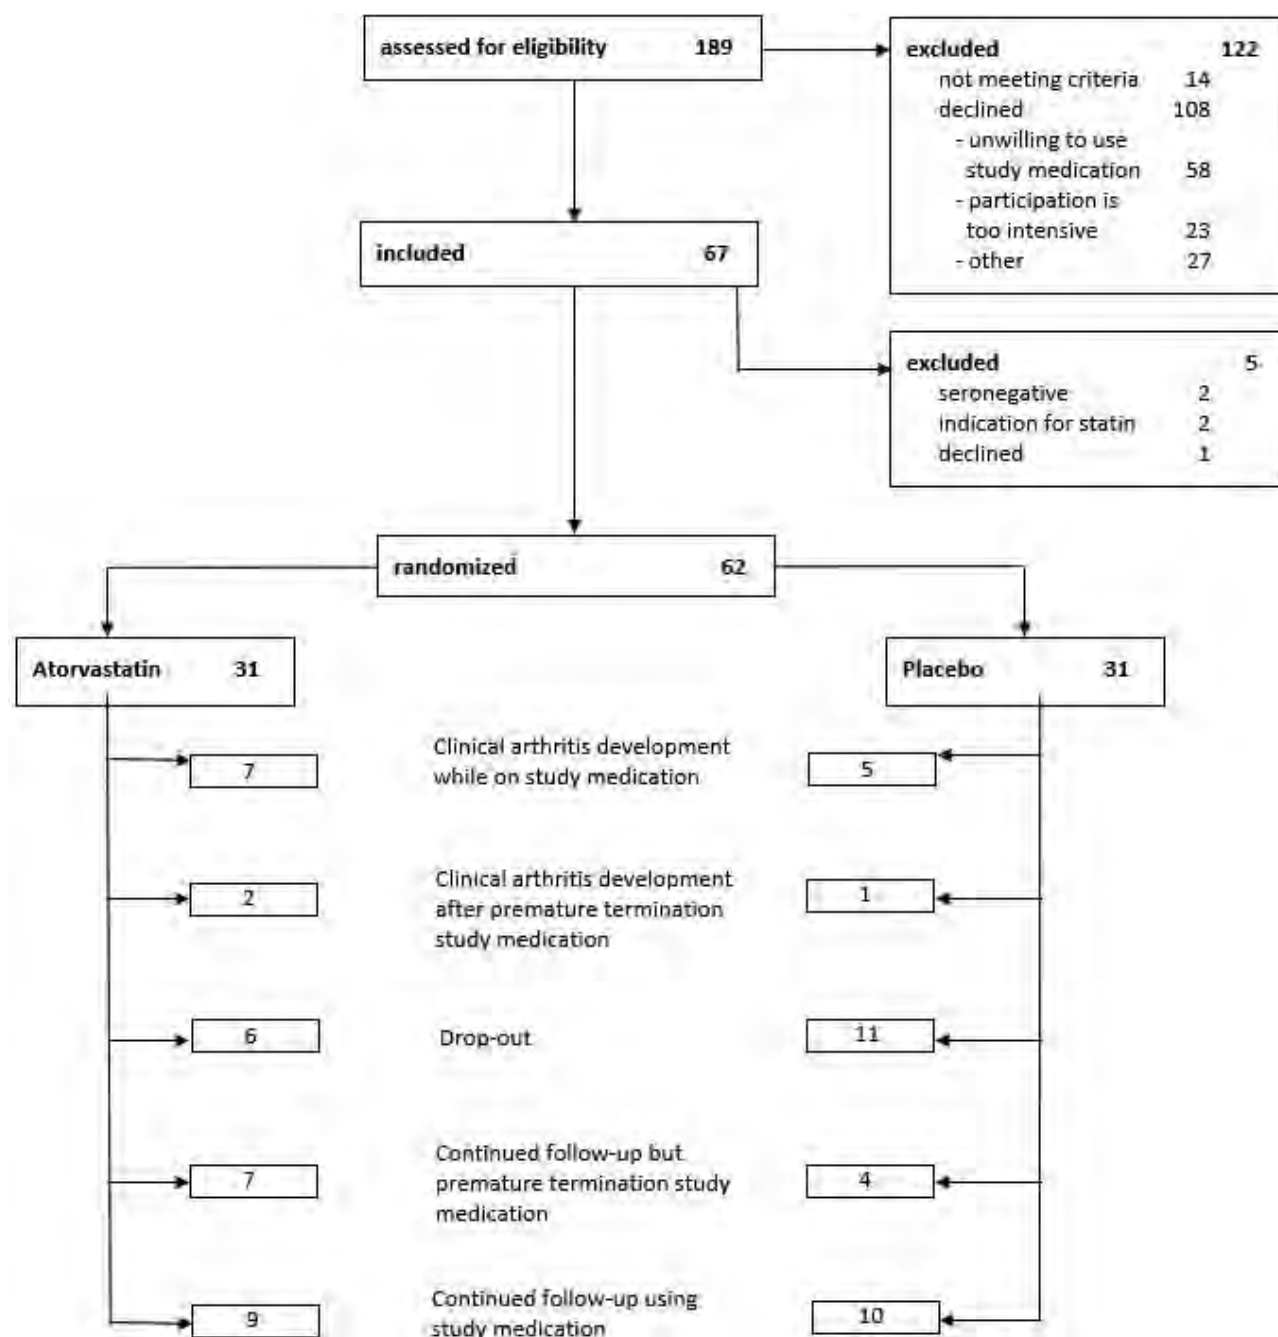 assessed for eligibility 189
excluded 122
not meeting criteria 14
declined 108
- unwilling to use
study medication 58
- participation is
too intensive 23
- other 27
included 67
excluded 5
seronegative 2
indication for statin 2
declined 1
randomized 62
Atorvastatin 31
Placebo 31
Clinical arthritis development
while on study medication
7
5
Clinical arthritis development
after premature termination
study medication
2
1
6
Drop-out
11
Continued follow-up but
premature termination study
medication
7
4
Continued follow-up using
study medication
9
10